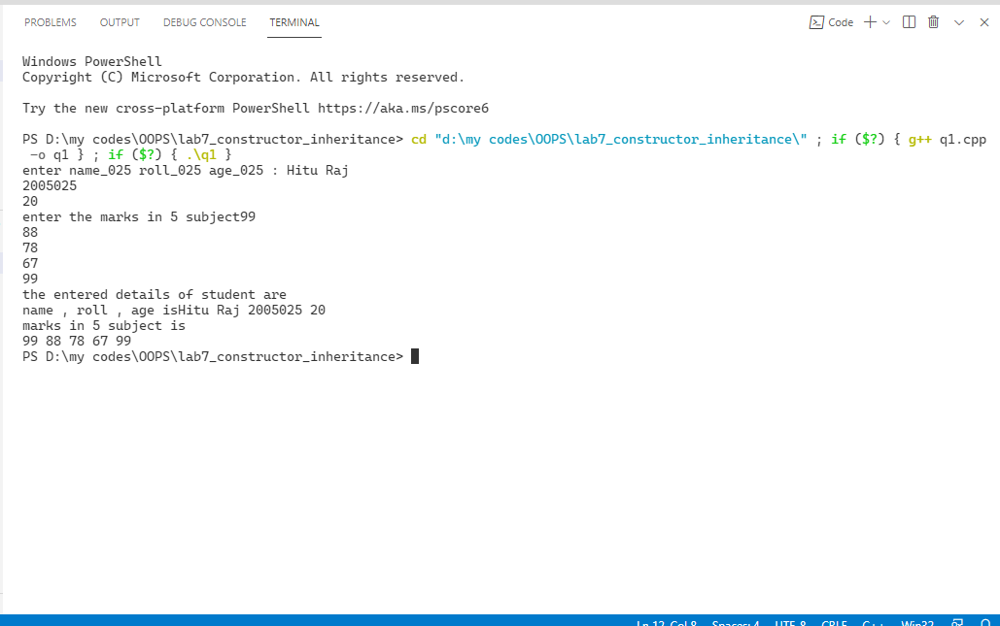 PROBLEMS OUTPUT DEBUG CONSOLE TERMINAL Code
Windows PowerShell
Copyright (C) Microsoft Corporation. All rights reserved.
Try the new cross-platform PowerShell https://aka.ms/pscore6
PS D:\my codes\OOPS\lab7_constructor_inheritance> cd "d:\my codes\OOPS\lab7_constructor_inheritance\" ; if ($?) { g++ q1.cpp
-o q1 } ; if ($?) { .\q1 }
enter name_025 roll_025 age_025 : Hitu Raj
2005025
20
enter the marks in 5 subject99
88
78
67
99
the entered details of student are
name , roll , age isHitu Raj 2005025 20
marks in 5 subject is
99 88 78 67 99
PS D:\my codes\OOPS\lab7_constructor_inheritance>
Ln 12, Col 8 Spaces: 4 UTF-8 CRLF C++ Win32